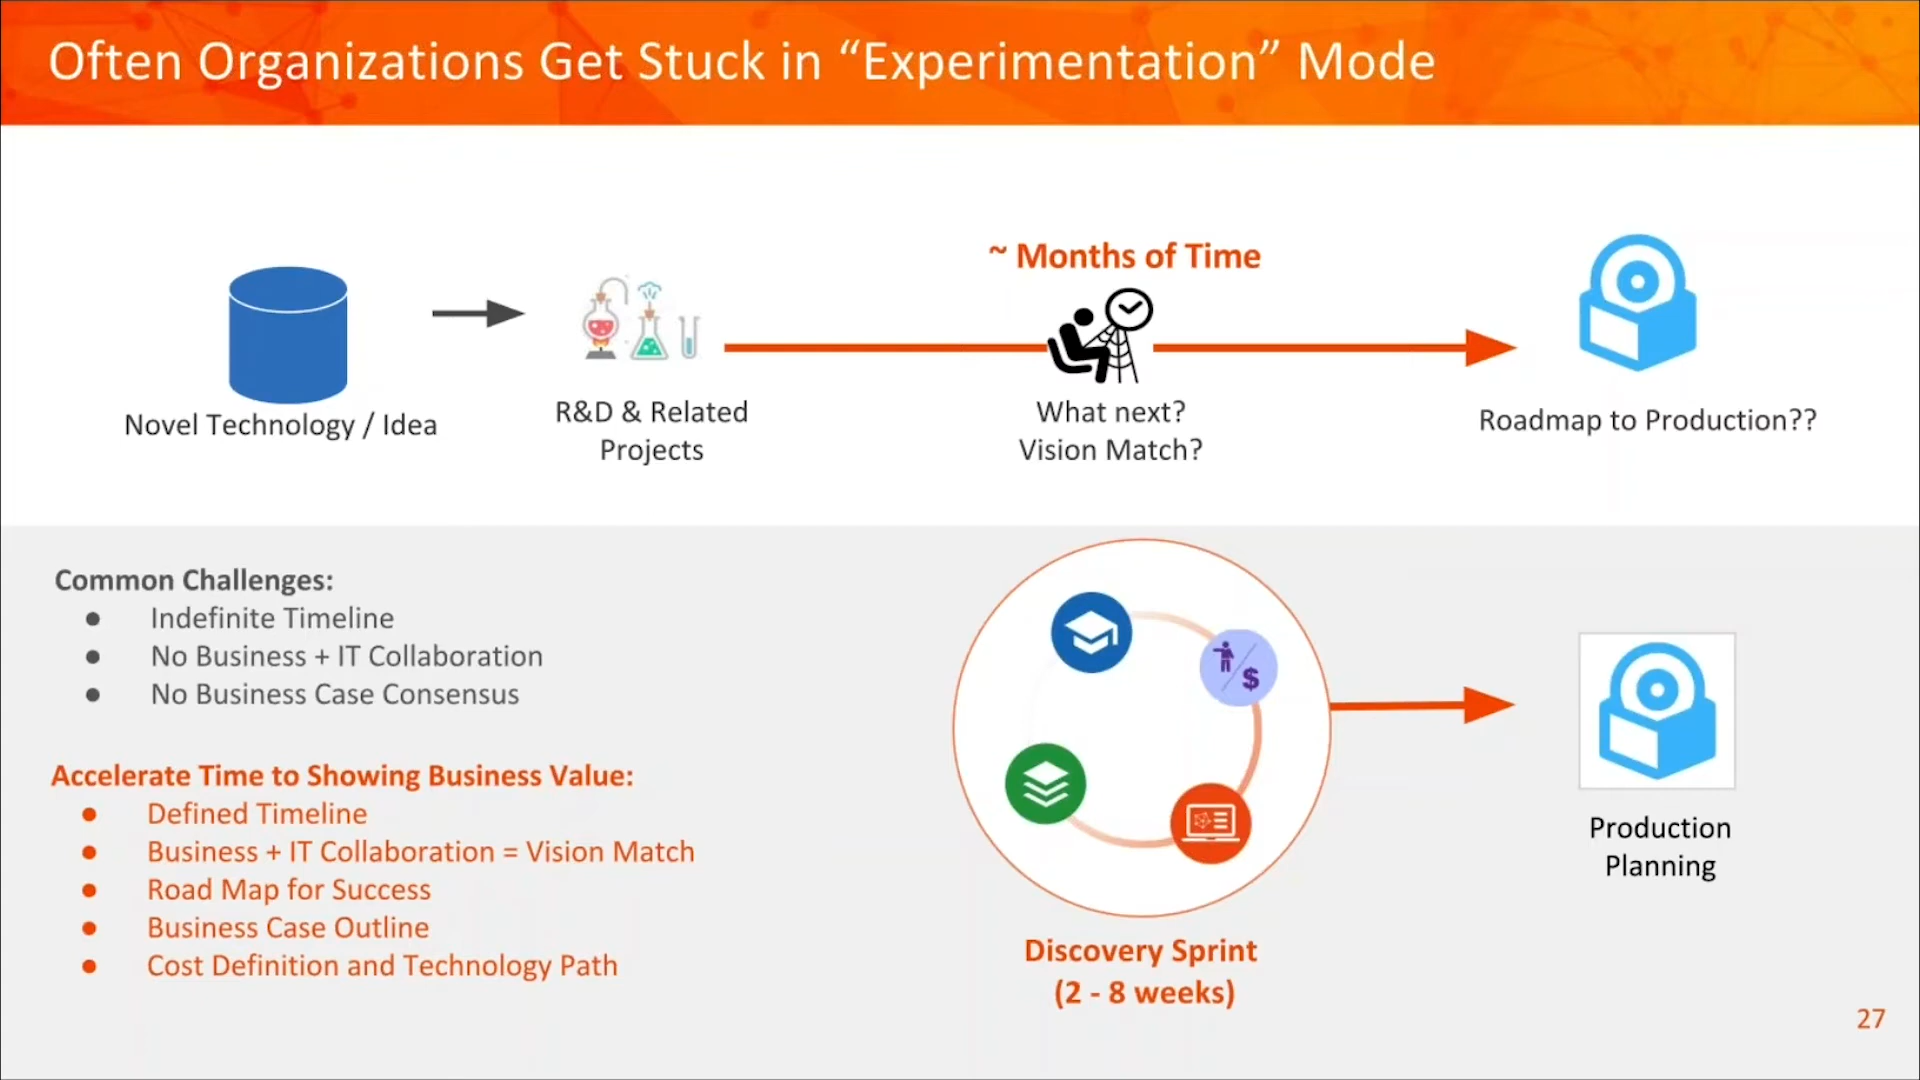 Often Organizations Get Stuck in “Experimentation” Mode
~ Months of Time
Novel Technology / Idea
R&D & Related
Projects
What next?
Vision Match?
Roadmap to Production??
Common Challenges:
● Indefinite Timeline
● No Business + IT Collaboration
● No Business Case Consensus
Accelerate Time to Showing Business Value:
● Defined Timeline
● Business + IT Collaboration = Vision Match
● Road Map for Success
● Business Case Outline
● Cost Definition and Technology Path
$
Discovery Sprint
(2 - 8 weeks)
Production
Planning
27